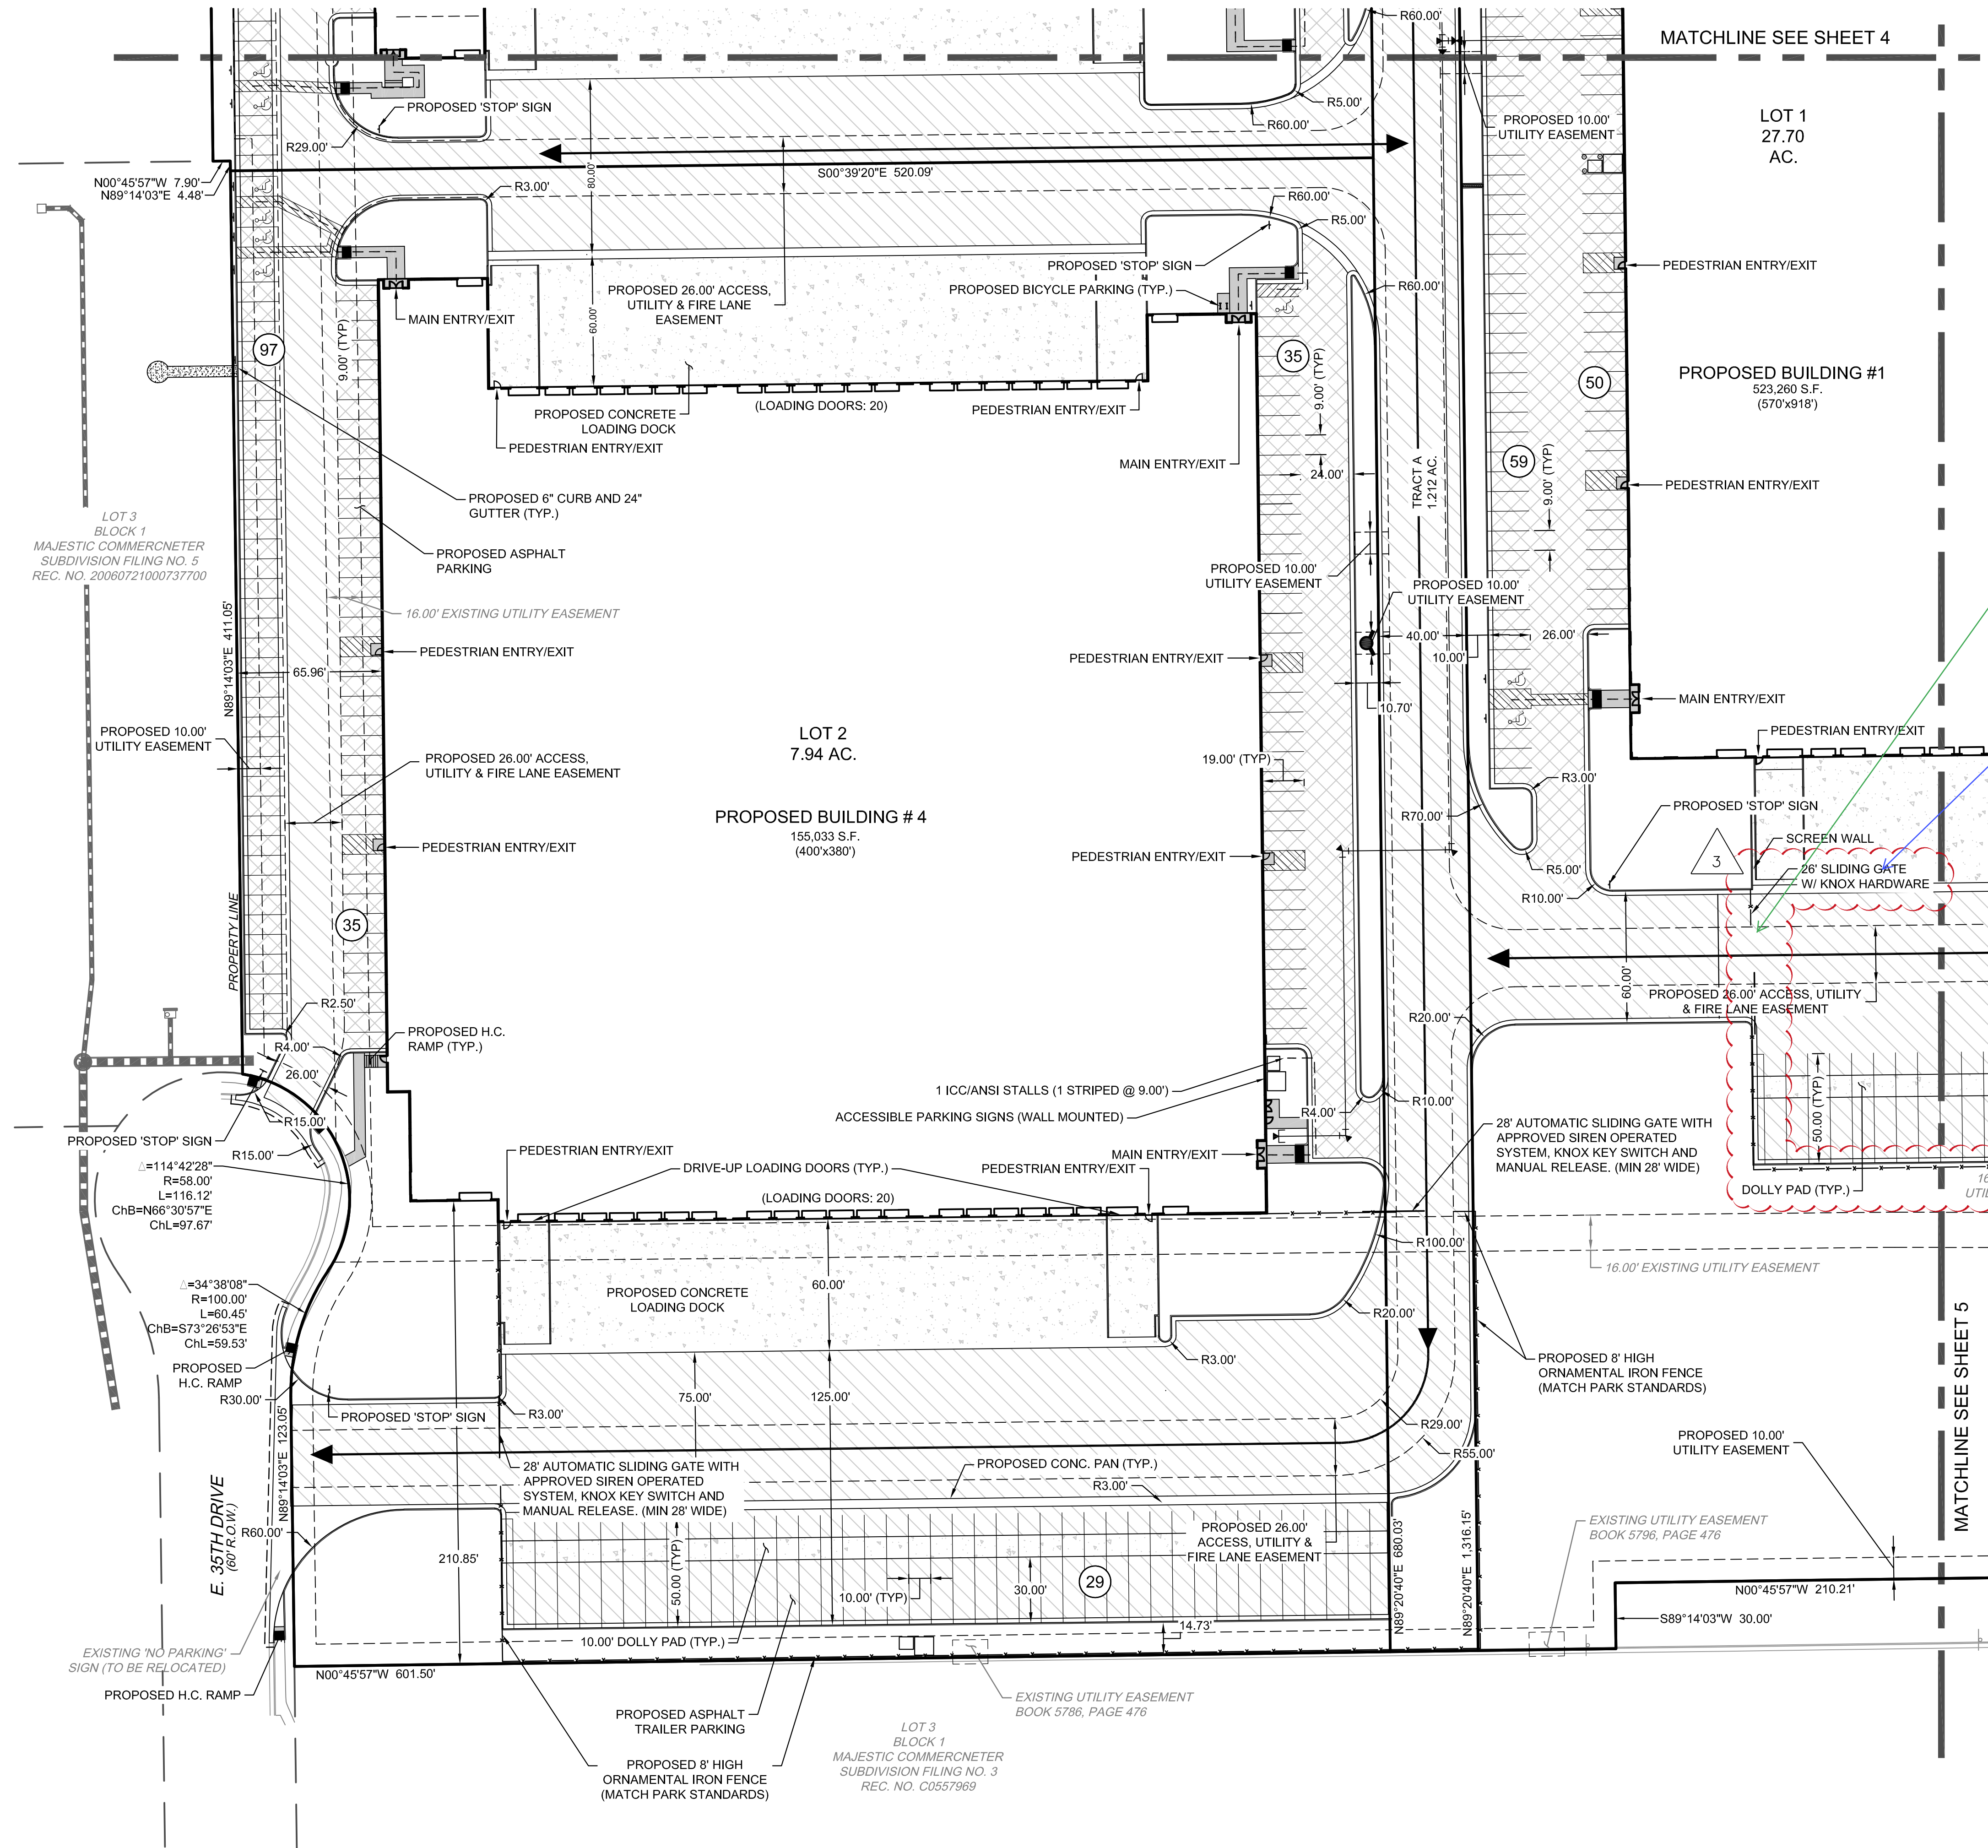 R60.00'
MATCHLINE SEE SHEET 4
PROPOSED 'STOP' SIGN
R5.00'
R60.00'
PROPOSED 10.00'
UTILITY EASEMENT
LOT 1
27.70
AC.
R29.00'
N00°45'57"W 7.90'
N89°14'03"E 4.48'
80.00'
S00°39'20"E 520.09'
R3.00'
R60.00'
R5.00'
PROPOSED 'STOP' SIGN
PROPOSED BICYCLE PARKING (TYP.)
R60.00'
PEDESTRIAN ENTRY/EXIT
PROPOSED 26.00' ACCESS,
UTILITY & FIRE LANE
EASEMENT
60.00'
MAIN ENTRY/EXIT
97
9.00' (TYP)
35
9.00' (TYP)
50
PROPOSED BUILDING #1
523,260 S.F.
(570'x918')
PROPOSED CONCRETE
LOADING DOCK
(LOADING DOORS: 20)
PEDESTRIAN ENTRY/EXIT
PEDESTRIAN ENTRY/EXIT
MAIN ENTRY/EXIT
24.00'
TRACT A
1.212 AC.
59
9.00' (TYP)
PEDESTRIAN ENTRY/EXIT
PROPOSED 6" CURB AND 24"
GUTTER (TYP.)
LOT 3
BLOCK 1
MAJESTIC COMMERCNETER
SUBDIVISION FILING NO. 5
REC. NO. 20060721000737700
PROPOSED ASPHALT
PARKING
16.00' EXISTING UTILITY EASEMENT
PROPOSED 10.00'
UTILITY EASEMENT
PROPOSED 10.00'
UTILITY EASEMENT
N89°14'03"E 411.05'
PEDESTRIAN ENTRY/EXIT
65.96'
PEDESTRIAN ENTRY/EXIT
40.00'
10.00'
26.00'
10.70'
MAIN ENTRY/EXIT
PEDESTRIAN ENTRY/EXIT
PROPOSED 10.00'
UTILITY EASEMENT
LOT 2
7.94 AC.
PROPOSED 26.00' ACCESS,
UTILITY & FIRE LANE EASEMENT
19.00' (TYP)
R3.00'
R70.00'
PROPOSED 'STOP' SIGN
PROPOSED BUILDING # 4
155,033 S.F.
(400'x380')
PEDESTRIAN ENTRY/EXIT
PEDESTRIAN ENTRY/EXIT
3
SCREEN WALL
R5.00'
26' SLIDING GATE
W/ KNOX HARDWARE
R10.00'
PROPERTY LINE
35
60.00'
PROPOSED 26.00' ACCESS, UTILITY
& FIRE LANE EASEMENT
R2.50'
R20.00'
PROPOSED H.C.
RAMP (TYP.)
R4.00'
26.00'
1 ICC/ANSI STALLS (1 STRIPED @ 9.00')
ACCESSIBLE PARKING SIGNS (WALL MOUNTED)
R4.00'
R10.00'
50.00 (TYP)
28' AUTOMATIC SLIDING GATE WITH
APPROVED SIREN OPERATED
SYSTEM, KNOX KEY SWITCH AND
MANUAL RELEASE. (MIN 28' WIDE)
R15.00'
PROPOSED 'STOP' SIGN
R15.00'
PEDESTRIAN ENTRY/EXIT
DRIVE-UP LOADING DOORS (TYP.)
MAIN ENTRY/EXIT
PEDESTRIAN ENTRY/EXIT
Δ=114°42'28"
R=58.00'
L=116.12'
ChB=N66°30'57"E
ChL=97.67'
(LOADING DOORS: 20)
DOLLY PAD (TYP.)
16
UTIL
R100.00'
16.00' EXISTING UTILITY EASEMENT
Δ=34°38'08"
R=100.00'
L=60.45'
ChB=S73°26'53"E
ChL=59.53'
PROPOSED CONCRETE
LOADING DOCK
60.00'
R20.00'
PROPOSED
H.C. RAMP
R30.00'
R3.00'
PROPOSED 8' HIGH
ORNAMENTAL IRON FENCE
(MATCH PARK STANDARDS)
MATCHLINE SEE SHEET 5
75.00'
125.00'
PROPOSED 'STOP' SIGN
R3.00'
R29.00'
N89°14'03"E 123.05'
28' AUTOMATIC SLIDING GATE WITH
APPROVED SIREN OPERATED
SYSTEM, KNOX KEY SWITCH AND
MANUAL RELEASE. (MIN 28' WIDE)
PROPOSED CONC. PAN (TYP.)
R3.00'
R55.00'
PROPOSED 10.00'
UTILITY EASEMENT
E. 35TH DRIVE
(60' R.O.W.)
R60.00'
210.85'
50.00 (TYP)
PROPOSED 26.00'
ACCESS, UTILITY &
FIRE LANE EASEMENT
N89°20'40"E 680.03'
N89°20'40"E 1,316.15'
EXISTING UTILITY EASEMENT
BOOK 5796, PAGE 476
10.00' (TYP)
30.00'
29
N00°45'57"W 210.21'
S89°14'03"W 30.00'
14.73'
10.00' DOLLY PAD (TYP.)
EXISTING 'NO PARKING'
SIGN (TO BE RELOCATED)
N00°45'57"W 601.50'
PROPOSED H.C. RAMP
PROPOSED ASPHALT
TRAILER PARKING
EXISTING UTILITY EASEMENT
BOOK 5786, PAGE 476
LOT 3
BLOCK 1
MAJESTIC COMMERCNETER
SUBDIVISION FILING NO. 3
REC. NO. C0557969
PROPOSED 8' HIGH
ORNAMENTAL IRON FENCE
(MATCH PARK STANDARDS)